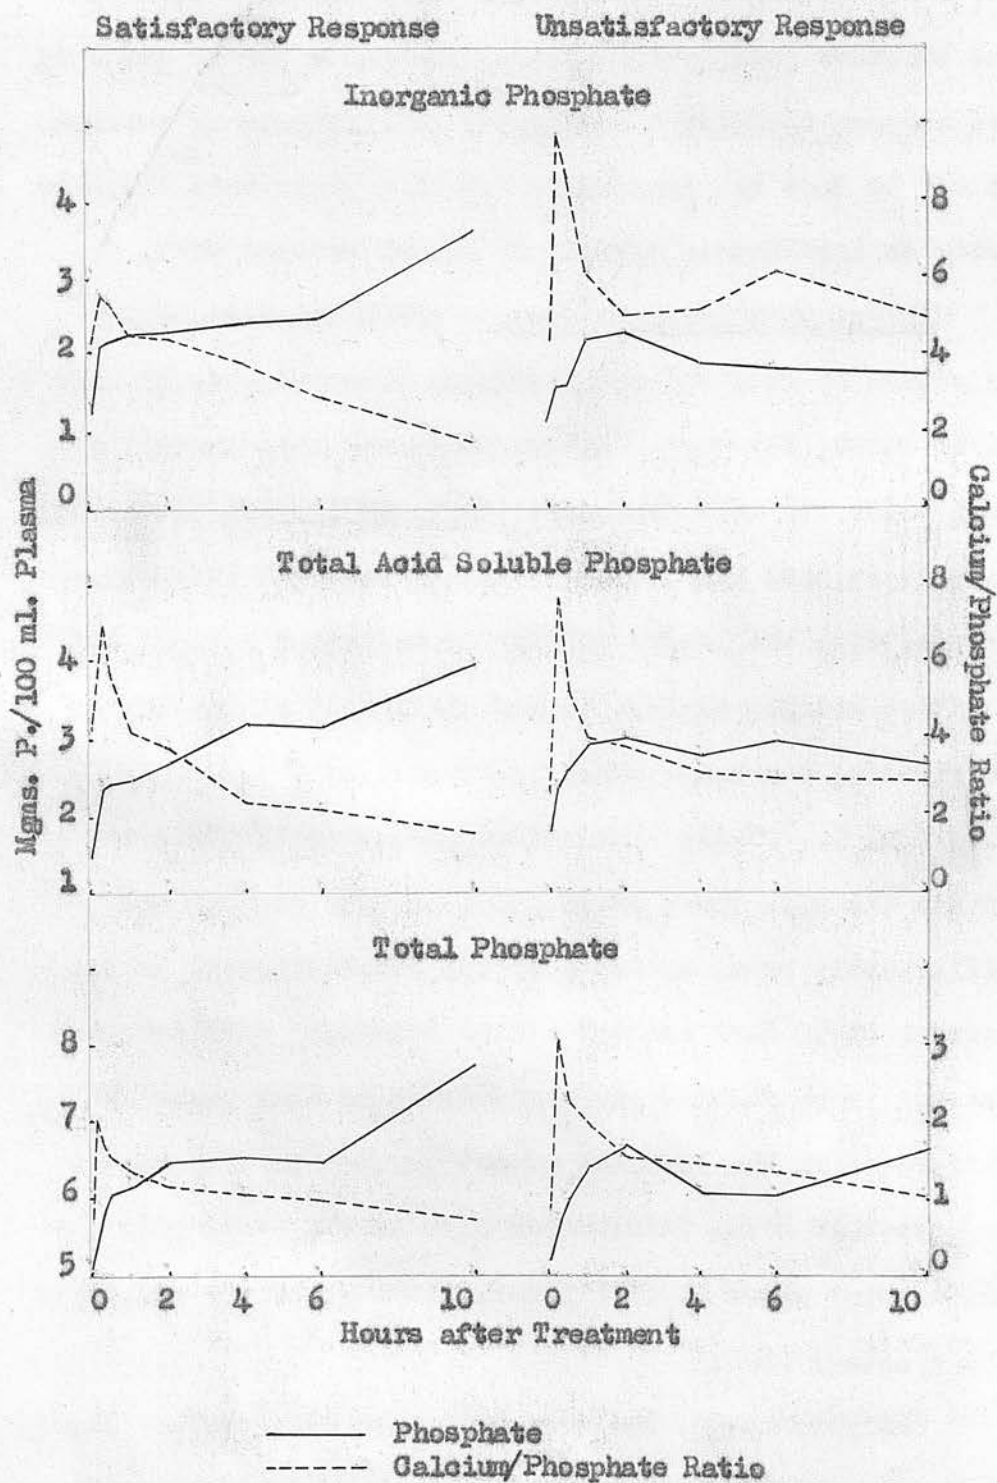 Satisfactory Response Unsatisfactory Response
Inorganic Phosphate
4 8
3 6
2 4
1 2
0 0
Total Acid Soluble Phosphate
8
4 6
3 4
2 2
1 0
Total Phosphate
8 3
7 2
6 1
5 0
0 2 4 6 10 0 2 4 6 10
Hours after Treatment
Mgms. P./100 ml. Plasma
Calcium/Phosphate Ratio
Phosphate
Calcium/Phosphate Ratio